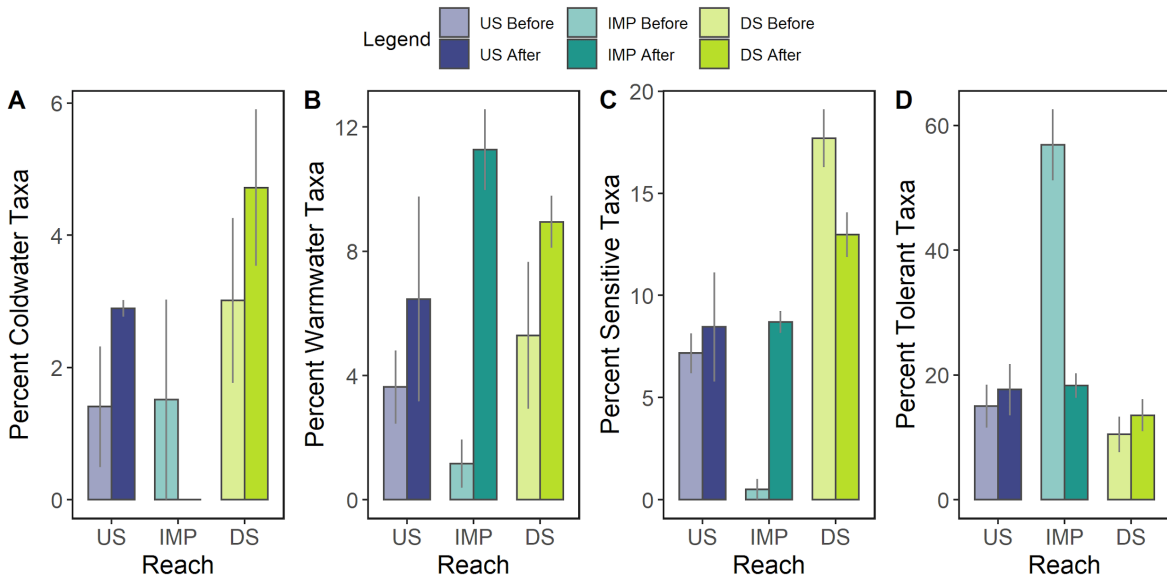 Legend
US Before
IMP Before
DS Before
US After
IMP After
DS After
A
Percent Coldwater Taxa
6
4
2
0
US IMP DS
Reach
B
Percent Warmwater Taxa
12
8
4
0
US IMP DS
Reach
C
Percent Sensitive Taxa
20
15
10
5
0
US IMP DS
Reach
D
Percent Tolerant Taxa
60
40
20
0
US IMP DS
Reach